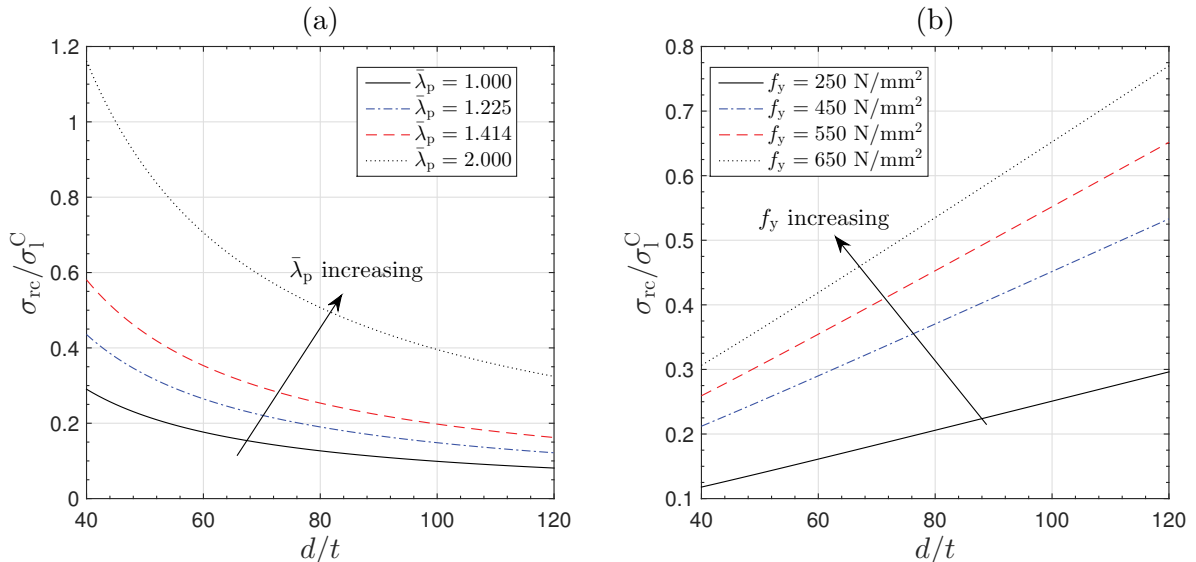 (a)
1.2
1
0.8
0.6
0.4
0.2
0
σrc/σlC
λ̄p = 1.000
λ̄p = 1.225
λ̄p = 1.414
λ̄p = 2.000
λ̄p increasing
40 60 80 100 120
d/t
(b)
0.8
0.7
0.6
0.5
0.4
0.3
0.2
0.1
σrc/σlC
fy = 250 N/mm²
fy = 450 N/mm²
fy = 550 N/mm²
fy = 650 N/mm²
fy increasing
40 60 80 100 120
d/t